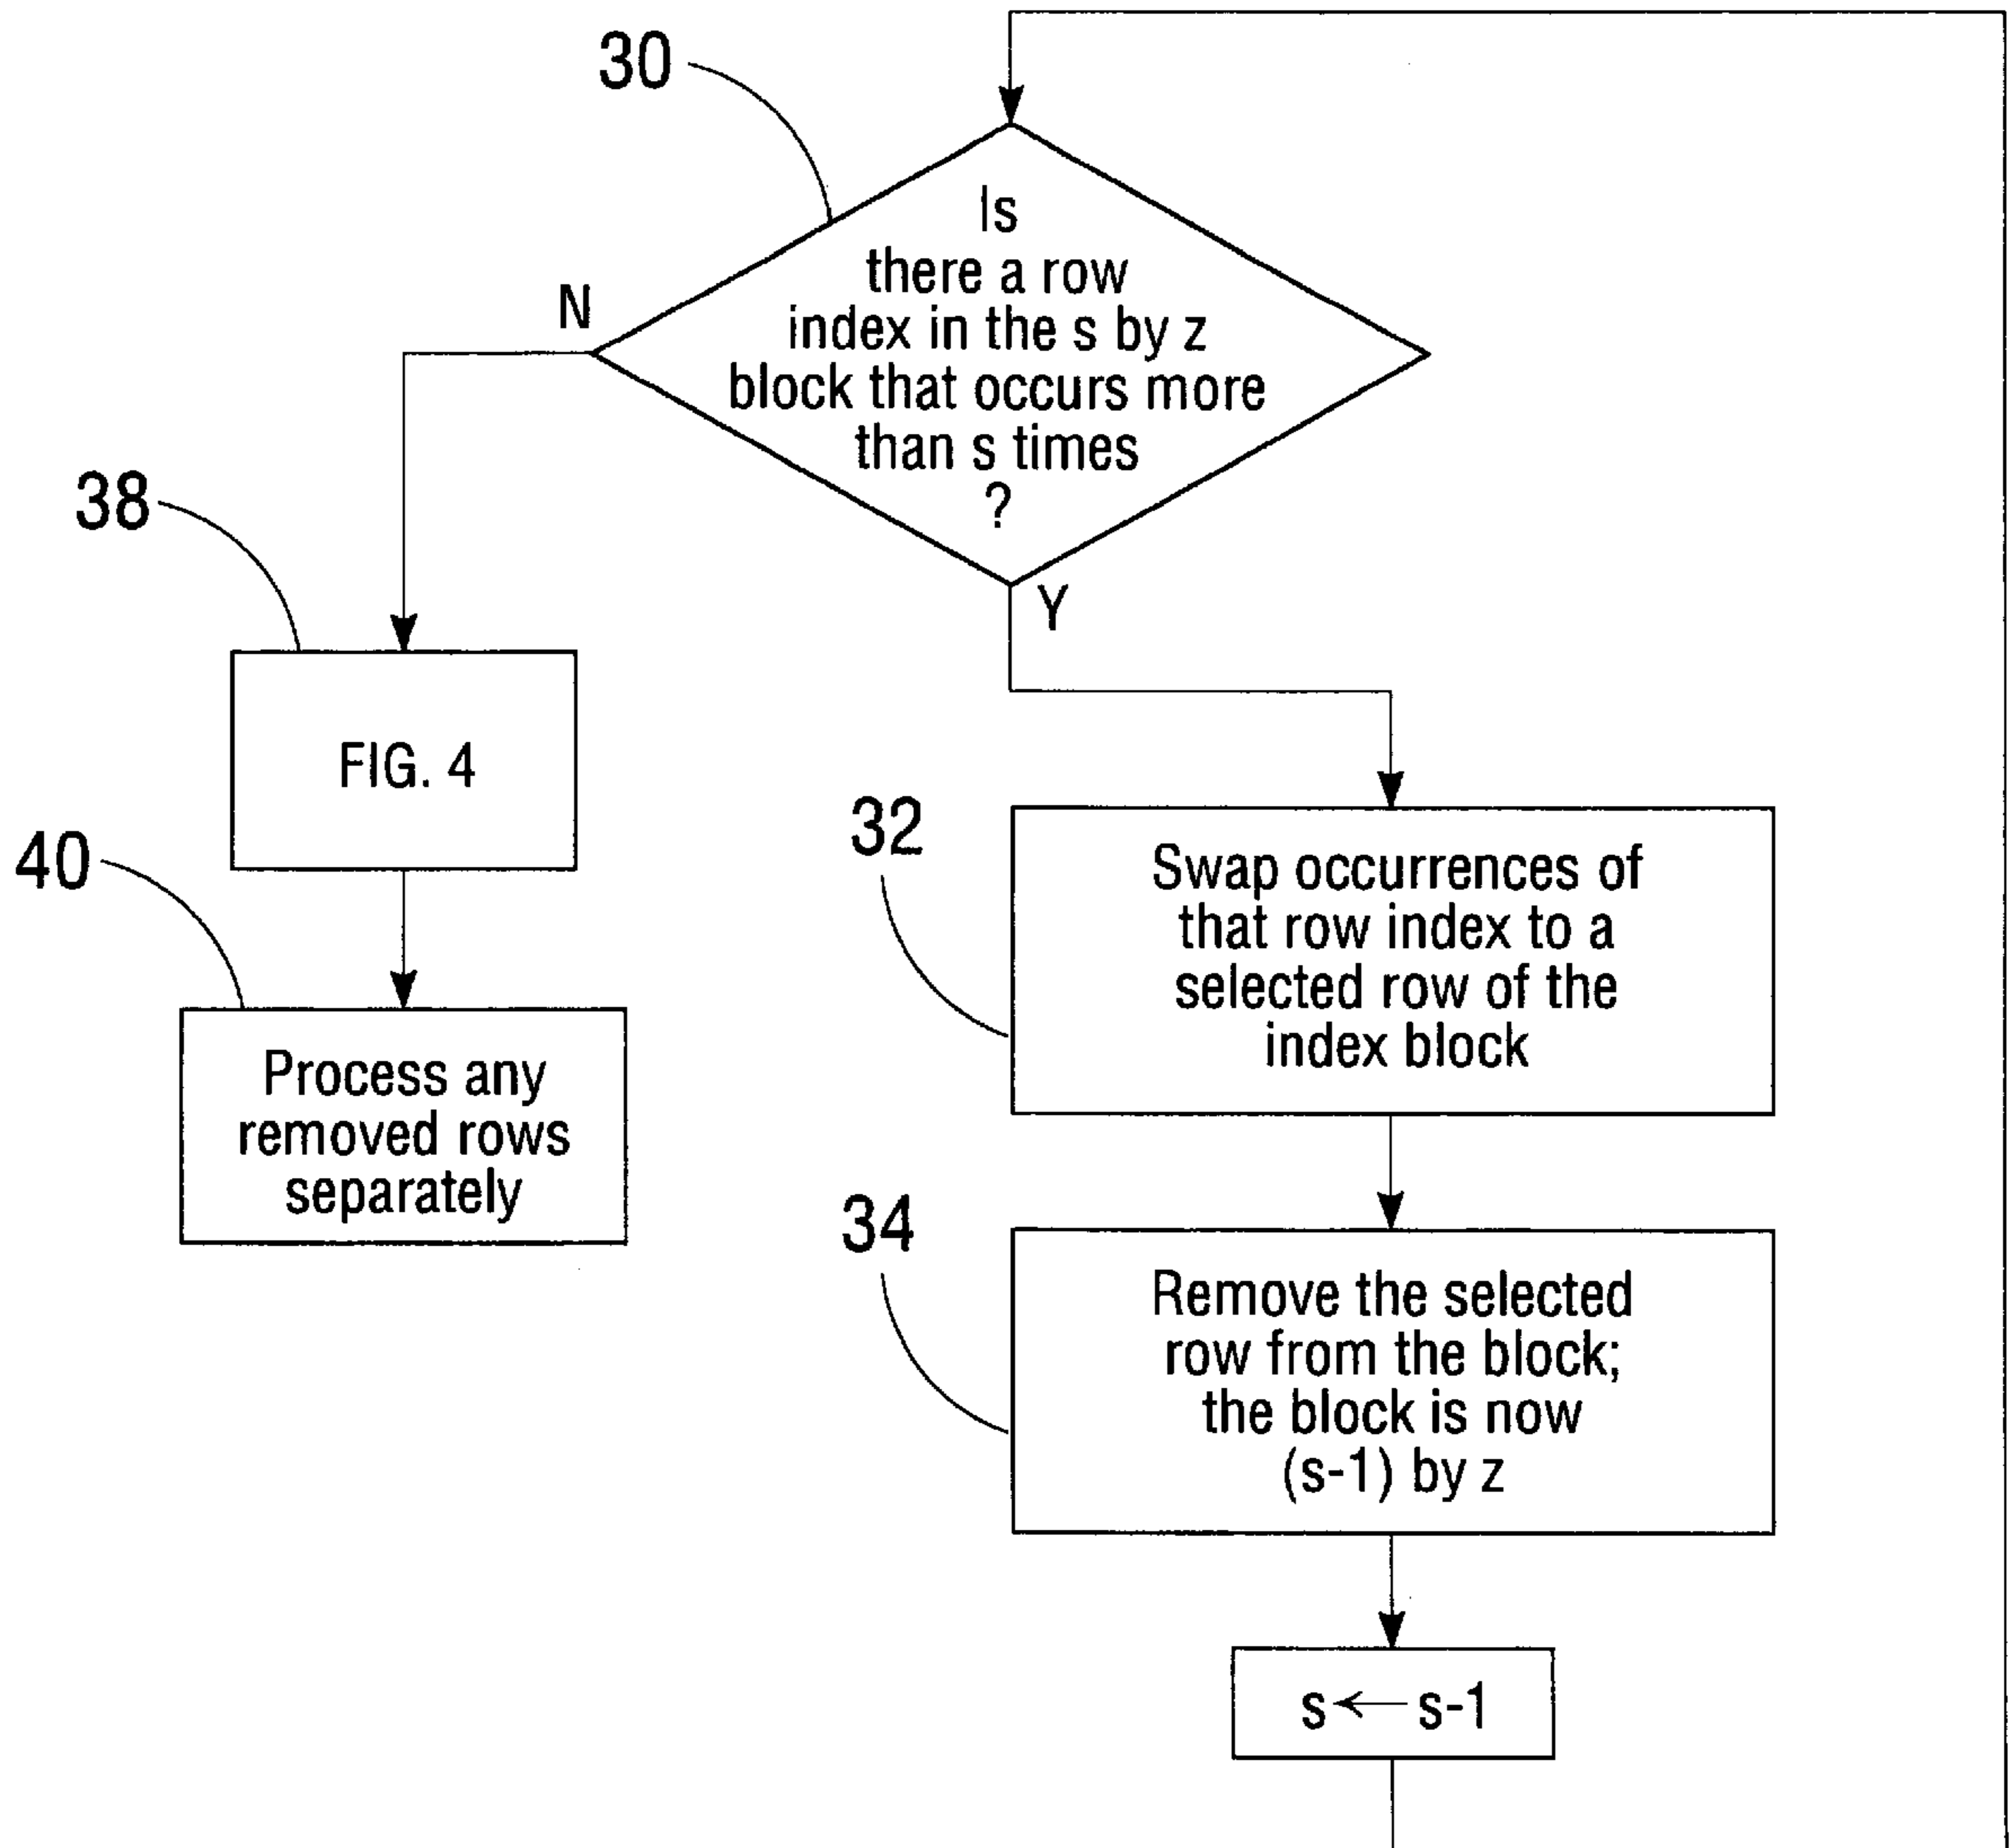 30
Is
there a row
index in the s by z
block that occurs more
than s times
?
N
Y
38
FIG. 4
40
Process any
removed rows
separately
32
Swap occurrences of
that row index to a
selected row of the
index block
34
Remove the selected
row from the block;
the block is now
(s-1) by z
s ← s-1